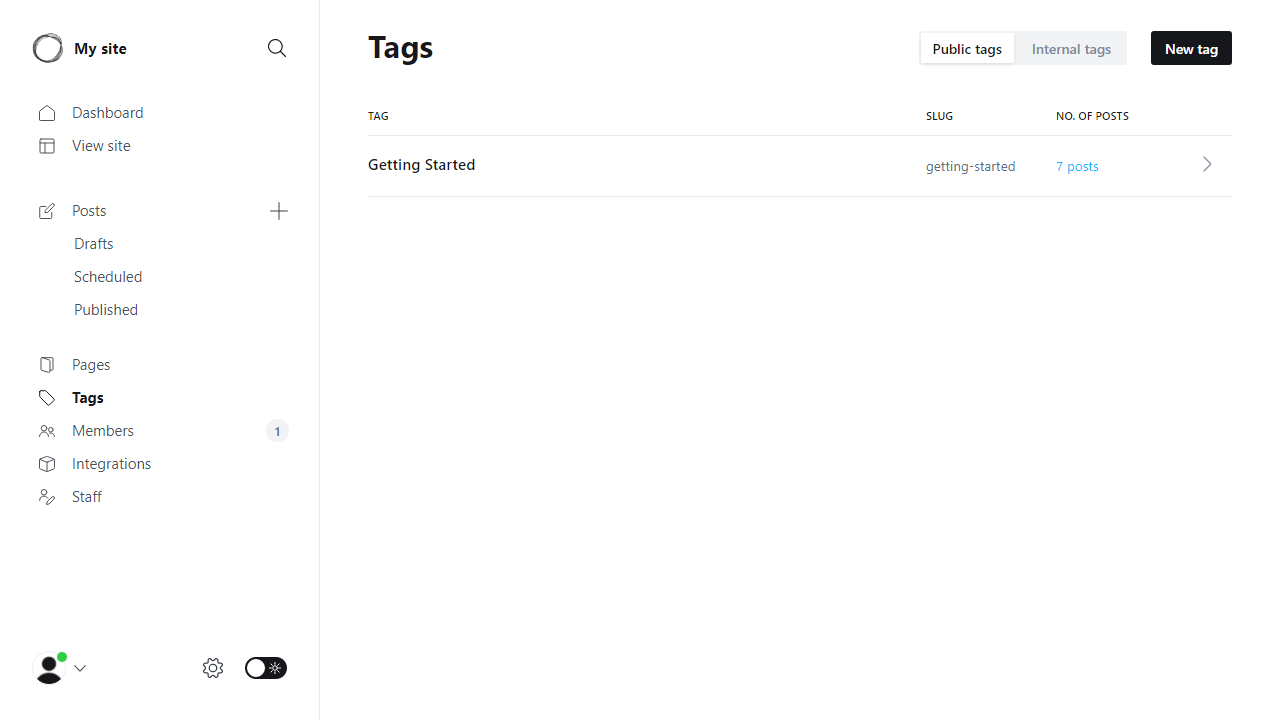 My site
Dashboard
View site
Posts
Drafts
Scheduled
Published
Pages
Tags
Members 1
Integrations
Staff
Tags
Public tags Internal tags New tag
TAG SLUG NO. OF POSTS
Getting Started getting-started 7 posts